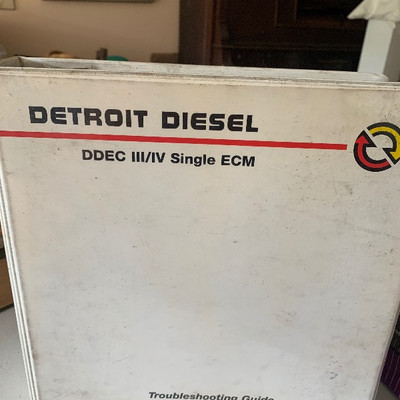 DETROIT DIESEL
DDEC III/IV Single ECM
Troubleshooting Guide